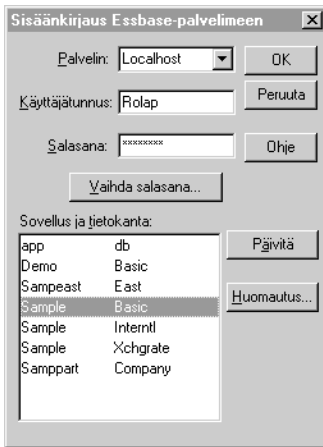 Sisäänkirjaus Essbase-palvelimeen
Palvelin: Localhost OK
Käyttäjätunnus: Rolap Peruuta
Salasana: ******** Ohje
Vaihda salasana...
Sovellus ja tietokanta:
app db Päivitä
Demo Basic
Sampeast East
Sample Basic Huomautus...
Sample Interntl
Sample Xchgrate
Samppart Company